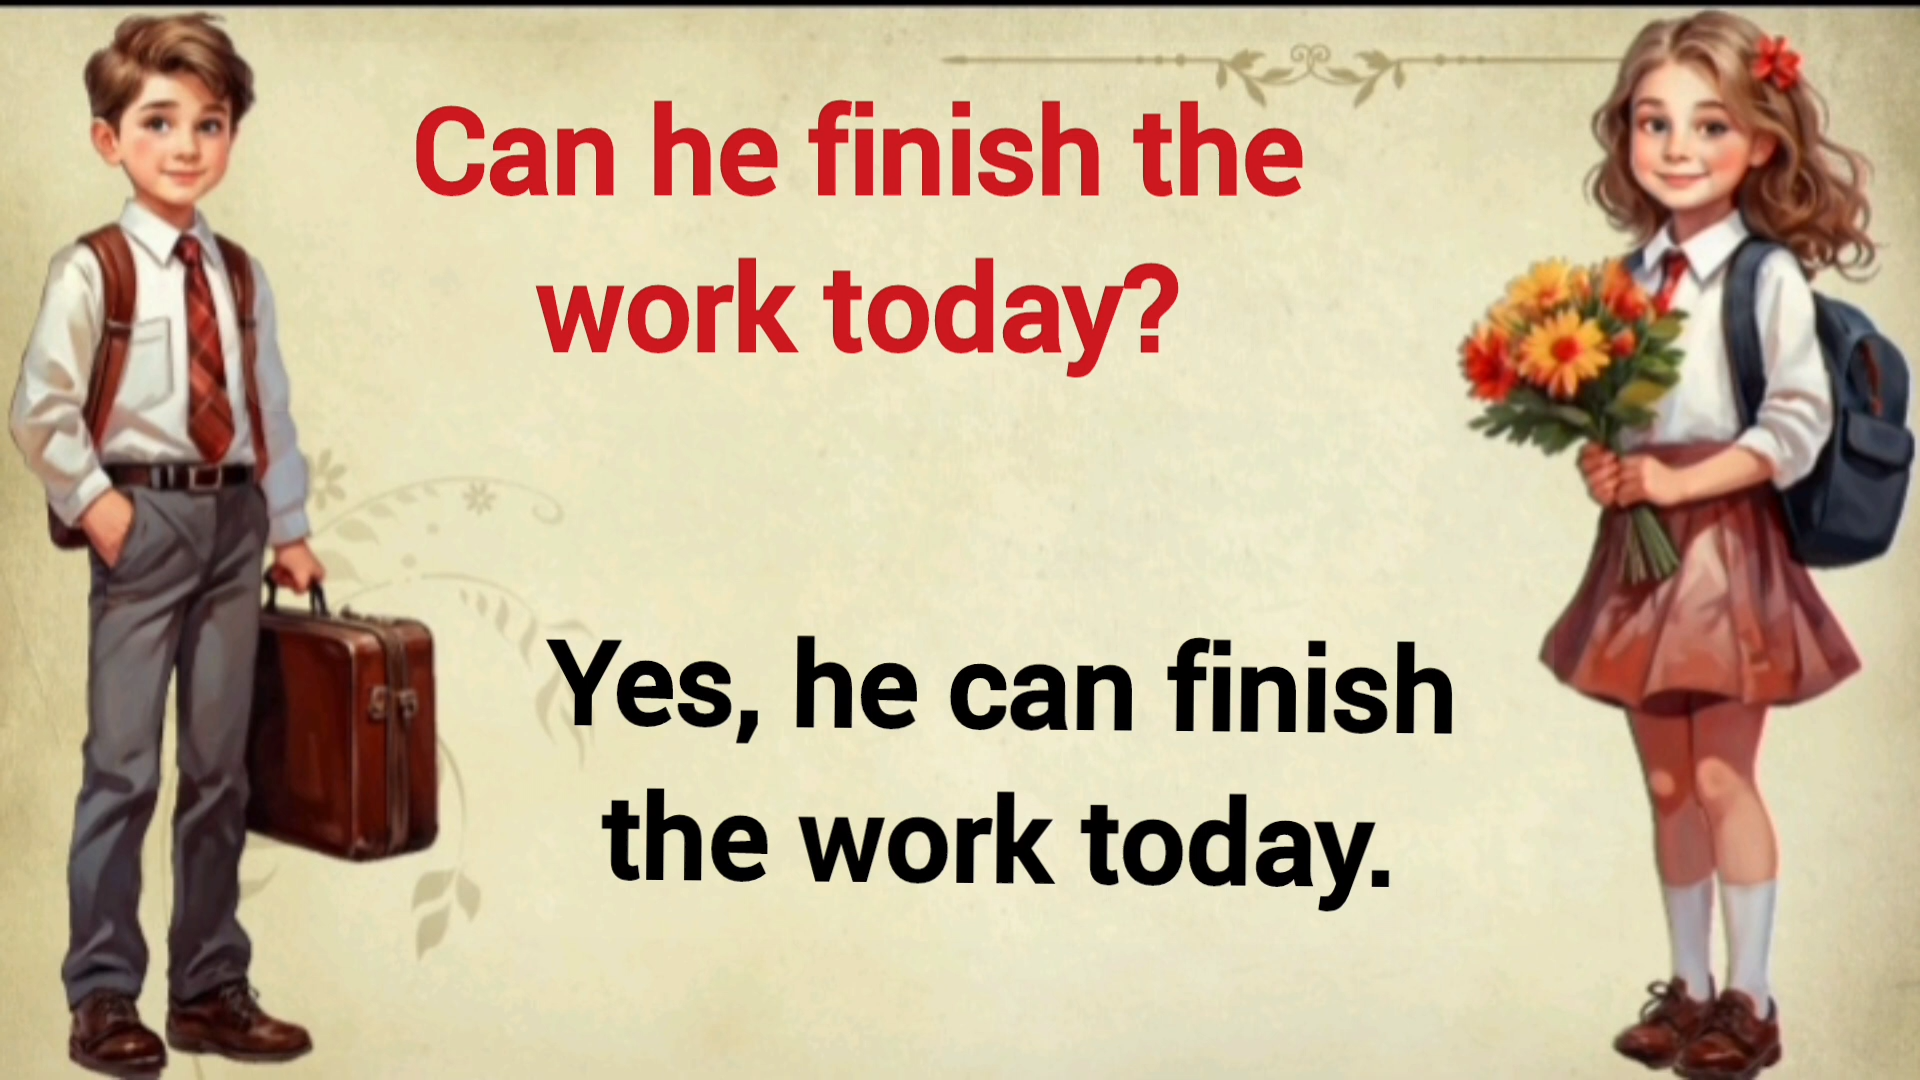 Can he finish the
work today?
Yes, he can finish
the work today.